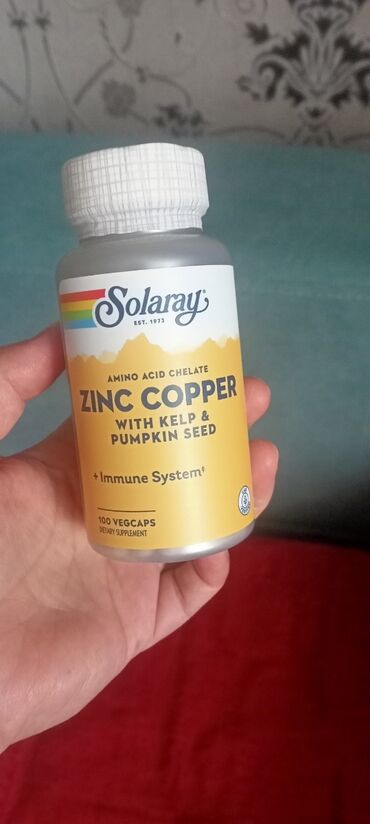 Solaray
EST. 1973
AMINO ACID CHELATE
ZINC COPPER
WITH KELP &
PUMPKIN SEED
+ Immune System†
100 VEGCAPS
DIETARY SUPPLEMENT